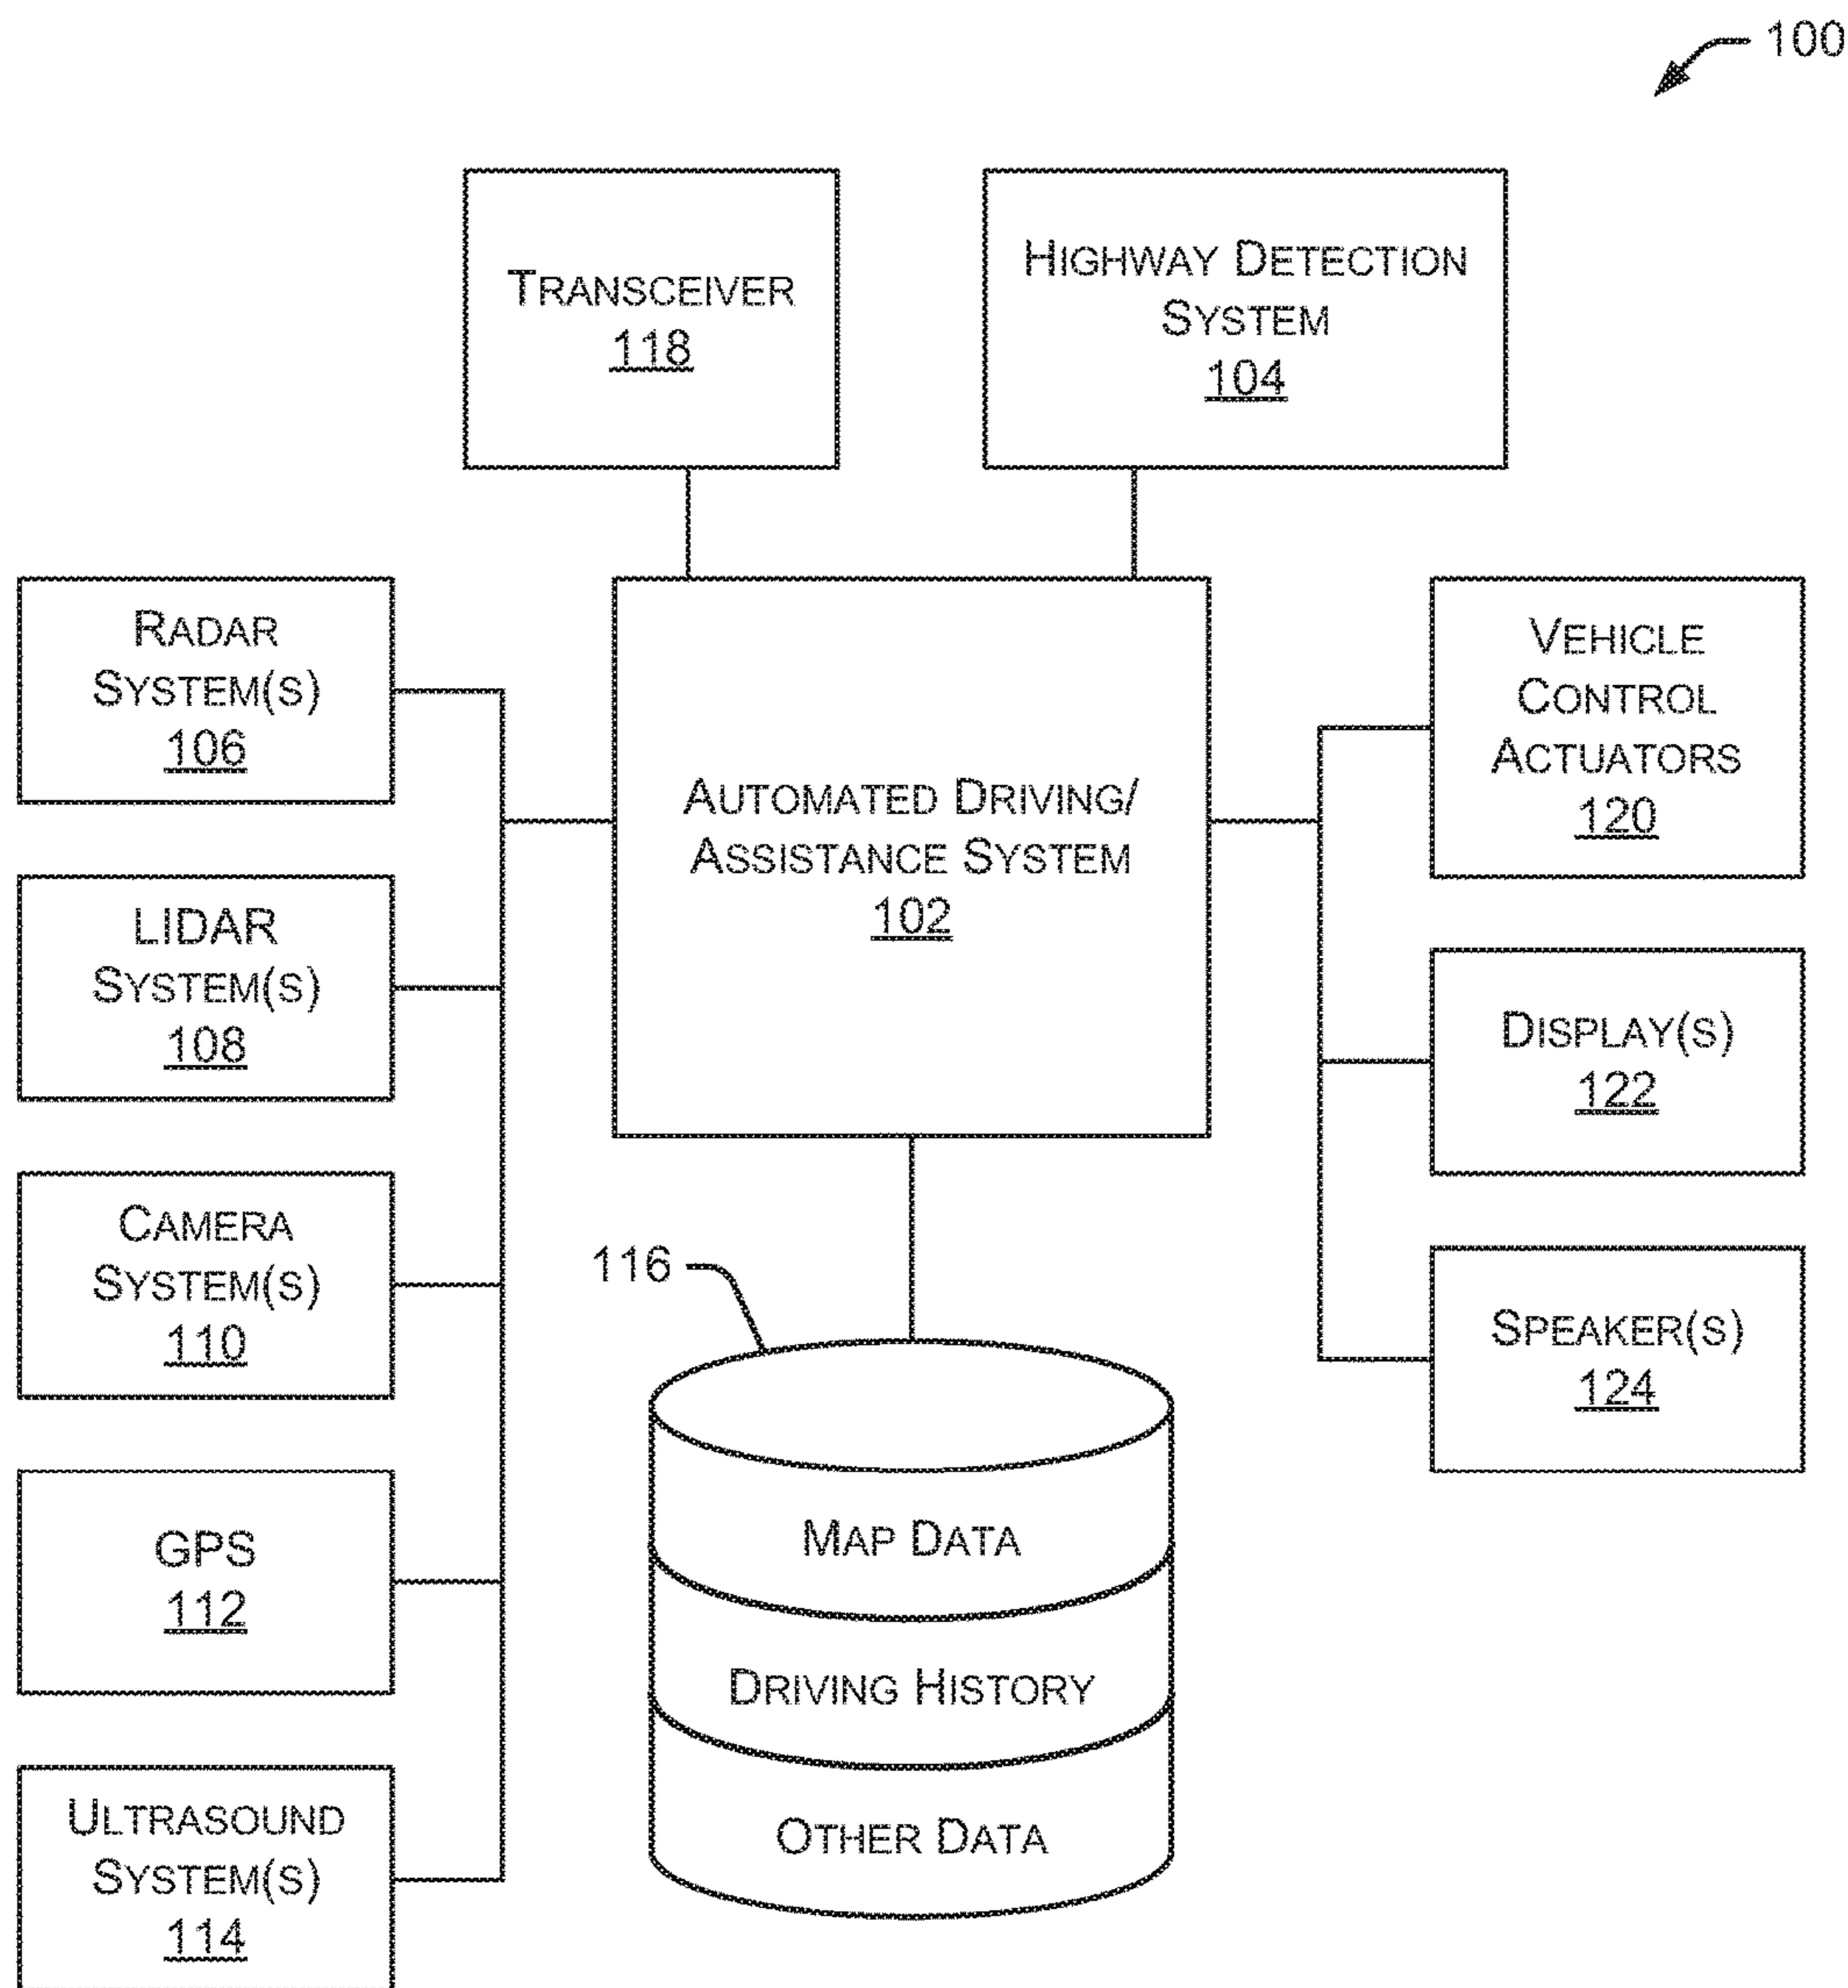 100
TRANSCEIVER
118
HIGHWAY DETECTION
SYSTEM
104
RADAR
SYSTEM(S)
106
LIDAR
SYSTEM(S)
108
CAMERA
SYSTEM(S)
110
GPS
112
ULTRASOUND
SYSTEM(S)
114
AUTOMATED DRIVING/
ASSISTANCE SYSTEM
102
116
MAP DATA
DRIVING HISTORY
OTHER DATA
VEHICLE
CONTROL
ACTUATORS
120
DISPLAY(S)
122
SPEAKER(S)
124